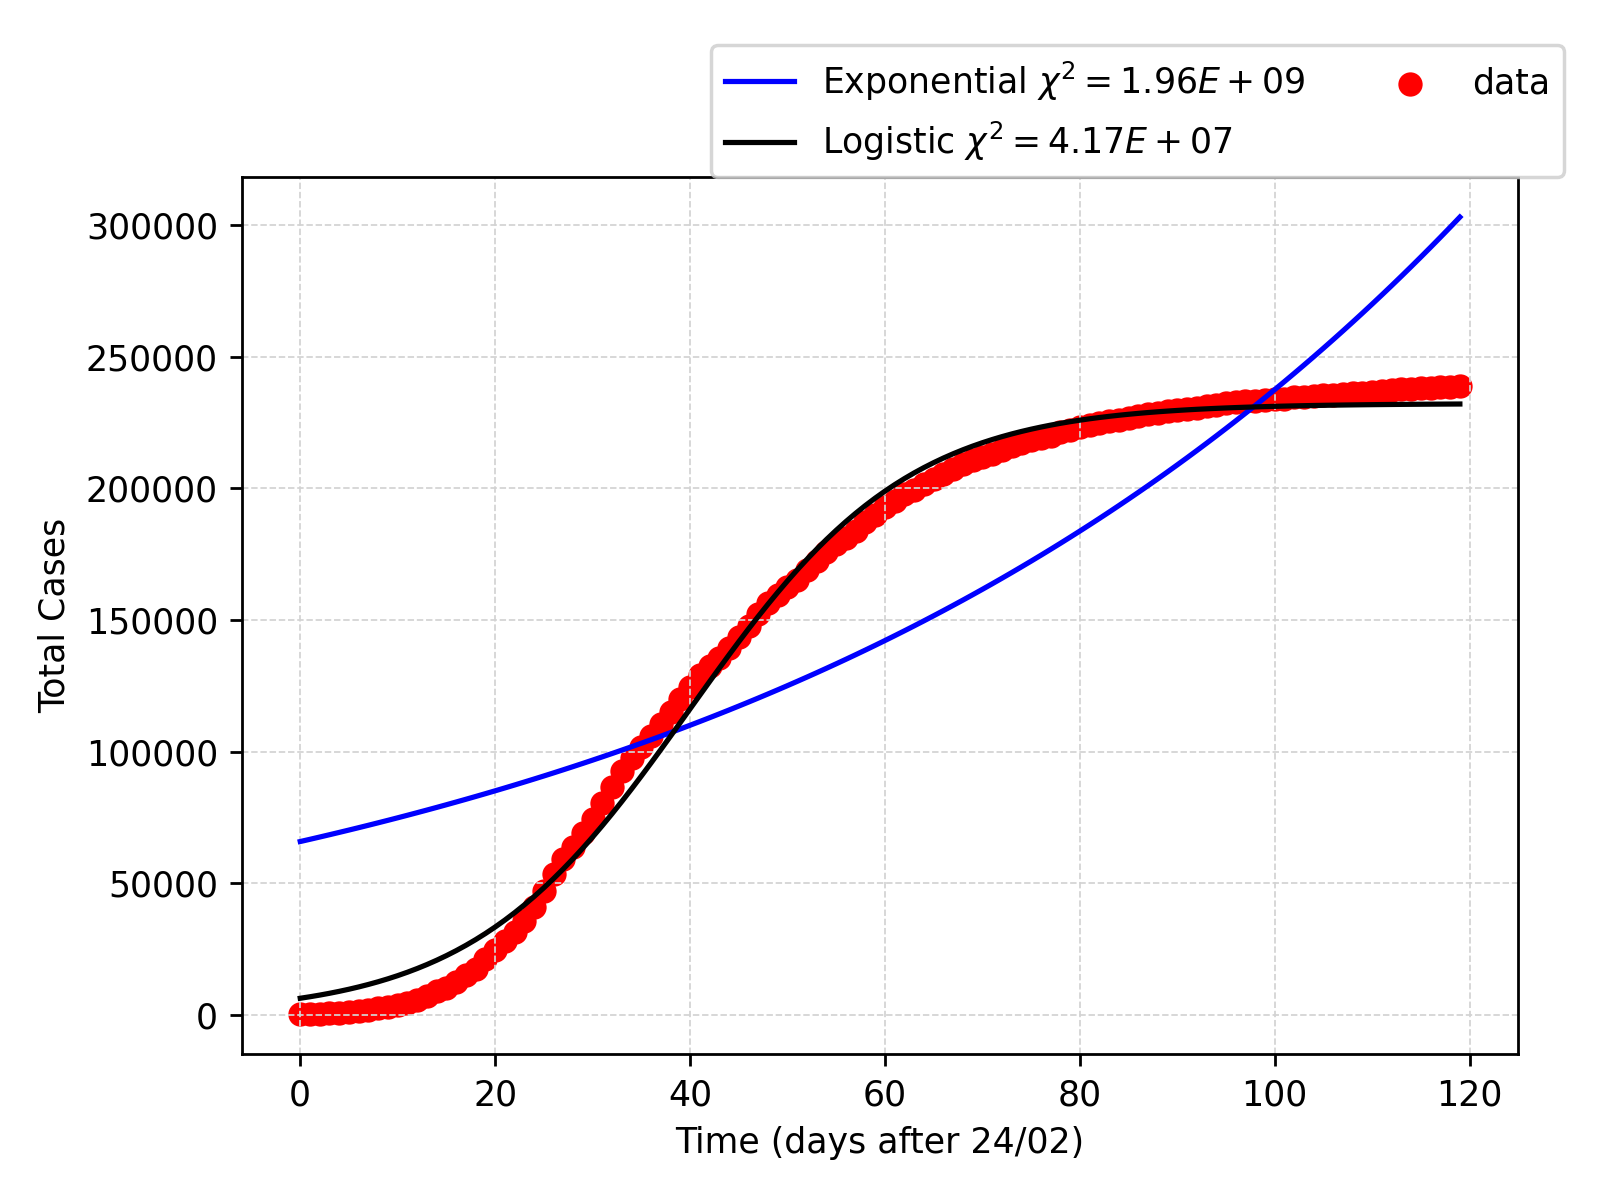 Exponential χ² = 1.96E + 09
data
Logistic χ² = 4.17E + 07
300000
250000
200000
150000
100000
50000
0
Total Cases
0 20 40 60 80 100 120
Time (days after 24/02)